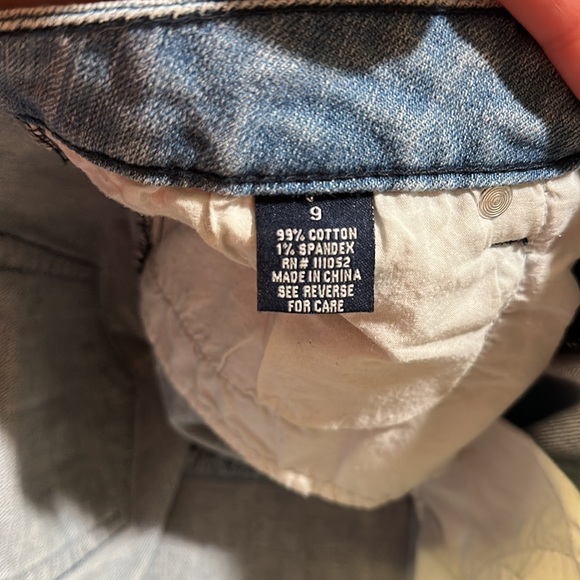 9
99% COTTON
1% SPANDEX
RN# 111052
MADE IN CHINA
SEE REVERSE
FOR CARE